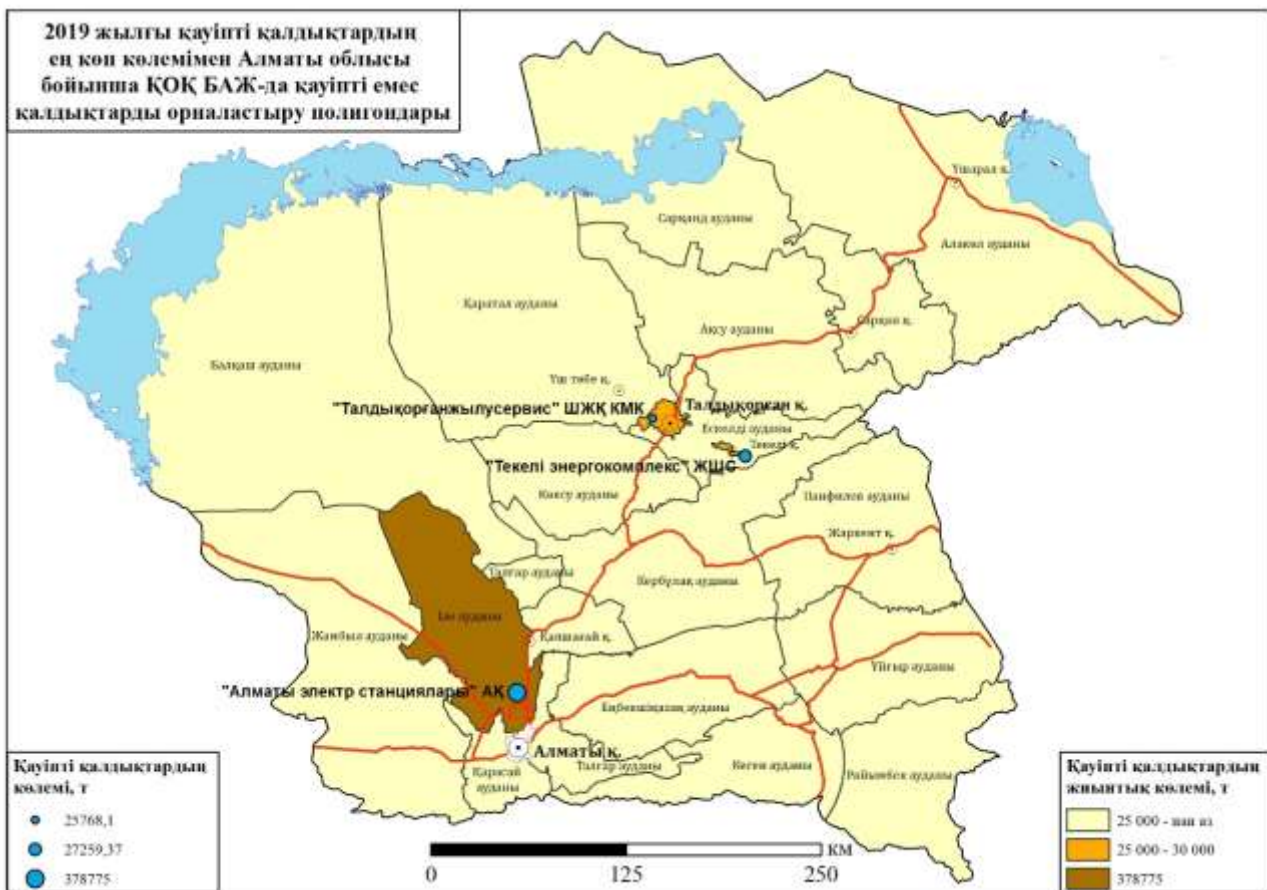 2019 жылғы қауіпті қалдықтардың
ең көп көлемімен Алматы облысы
бойынша ҚОҚ БАЖ-да қауіпті емес
қалдықтарды орналастыру полигондары
Үшарал қ.
Сарқанд ауданы
Алакөл ауданы
Қаратал ауданы
Ақсу ауданы
Сарқан қ.
Балқаш ауданы
Үш төбе қ.
"Талдықорғанжылусервис" ШЖҚ КМК
Талдықорған қ.
Ескелді ауданы
Текелі қ.
"Текелі энергокомплекс" ЖШС
Көксу ауданы
Панфилов ауданы
Жаркент қ.
Талғар ауданы
Кербұлақ ауданы
Іле ауданы
Жамбыл ауданы
Қапшағай қ.
Ұйғыр ауданы
"Алматы электр станциялары" АҚ
Еңбекшіқазақ ауданы
Алматы қ.
Қарасай
ауданы
Талғар ауданы
Кеген ауданы
Райымбек ауданы
Қауіпті қалдықтардың
көлемі, т
25768,1
27259,37
378775
КМ
0 125 250
Қауіпті қалдықтардың
жиынтық көлемі, т
25 000 - нан аз
25 000 - 30 000
378775